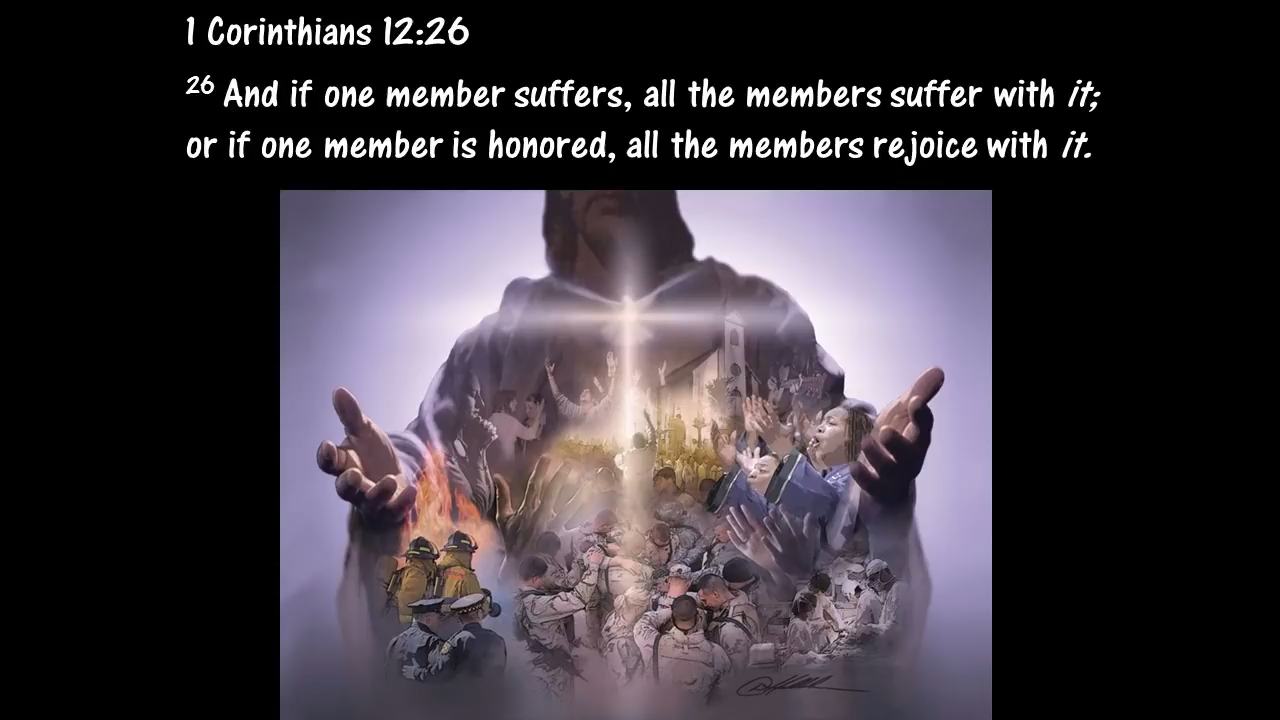 1 Corinthians 12:26
26 And if one member suffers, all the members suffer with it;
or if one member is honored, all the members rejoice with it.